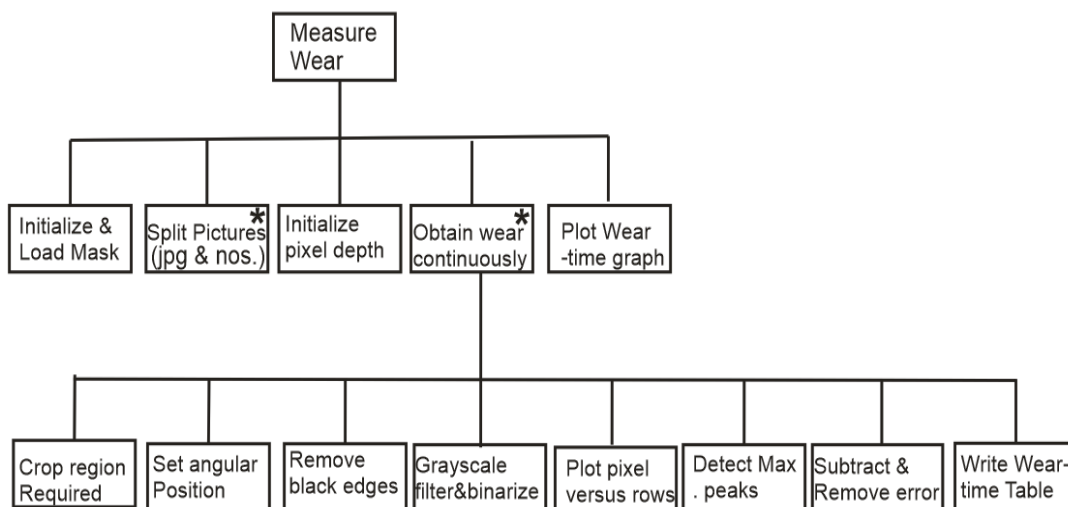 Measure
Wear
Initialize &
Load Mask
Split Pictures*
(jpg & nos.)
Initialize
pixel depth
Obtain wear*
continuously
Plot Wear
-time graph
Crop region
Required
Set angular
Position
Remove
black edges
Grayscale
filter&binarize
Plot pixel
versus rows
Detect Max
. peaks
Subtract &
Remove error
Write Wear-
time Table